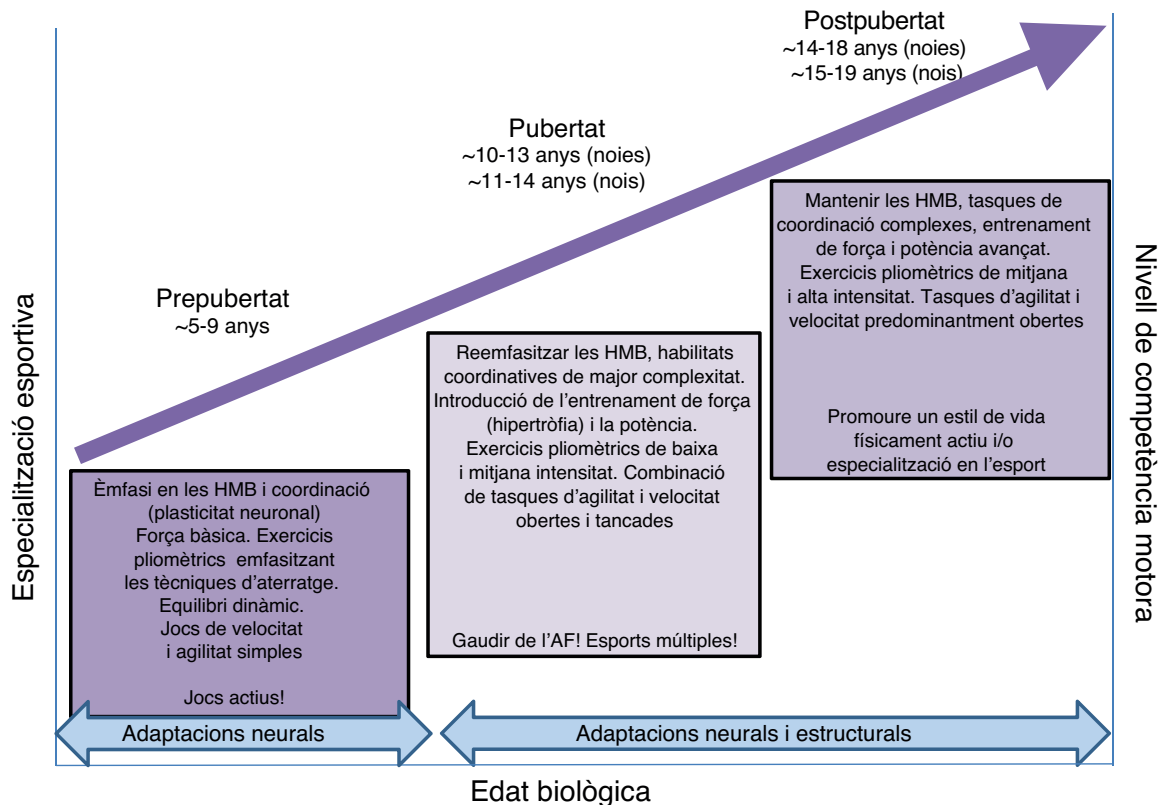 Postpubertat
~14-18 anys (noies)
~15-19 anys (nois)
Pubertat
~10-13 anys (noies)
~11-14 anys (nois)
Prepubertat
~5-9 anys
Especialització esportiva
Nivell de competència motora
Èmfasi en les HMB i coordinació
(plasticitat neuronal)
Força bàsica. Exercicis
pliomètrics emfasitzant
les tècniques d’aterratge.
Equilibri dinàmic.
Jocs de velocitat
i agilitat simples
Jocs actius!
Reemfasitzar les HMB, habilitats
coordinatives de major complexitat.
Introducció de l’entrenament de força
(hipertròfia) i la potència.
Exercicis pliomètrics de baixa
i mitjana intensitat. Combinació
de tasques d’agilitat i velocitat
obertes i tancades
Gaudir de l’AF! Esports múltiples!
Mantenir les HMB, tasques de
coordinació complexes, entrenament
de força i potència avançat.
Exercicis pliomètrics de mitjana
i alta intensitat. Tasques d’agilitat i
velocitat predominantment obertes
Promoure un estil de vida
físicament actiu i/o
especialització en l’esport
Adaptacions neurals
Adaptacions neurals i estructurals
Edat biològica